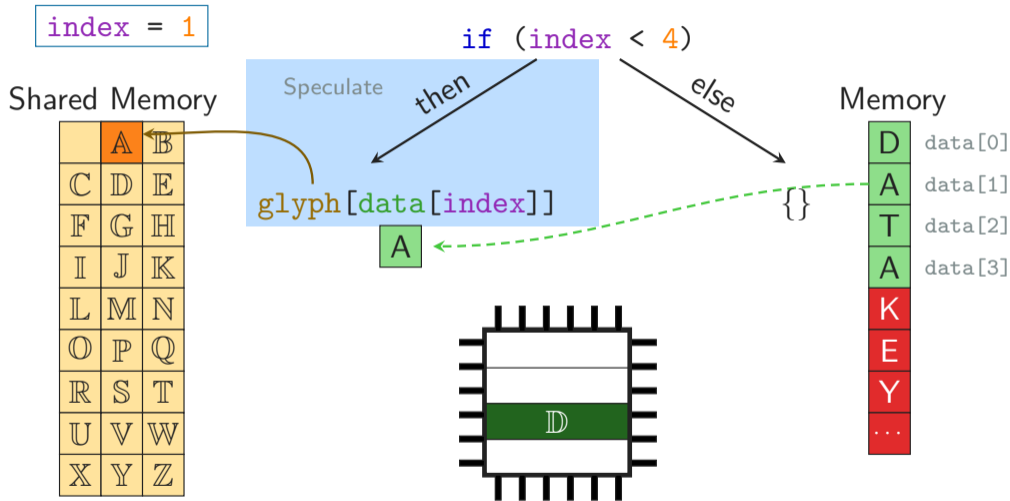 index = 1
if (index < 4)
Speculate
then
else
Shared Memory
𝔸 𝔹
ℂ 𝔻 𝔼
𝔽 𝔾 ℍ
𝕀 𝕁 𝕂
𝕃 𝕄 ℕ
𝕆 ℙ ℚ
ℝ 𝕊 𝕋
𝕌 𝕍 𝕎
𝕏 𝕐 ℤ
glyph[data[index]]
A
{}
𝔻
Memory
D data[0]
A data[1]
T data[2]
A data[3]
K
E
Y
...